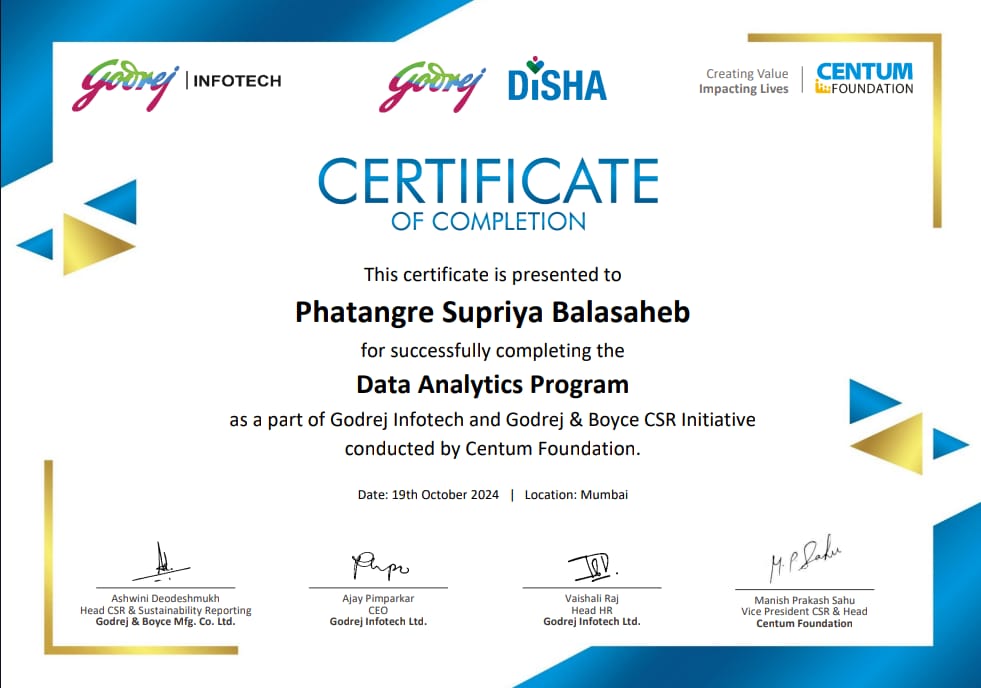 Godrej | INFOTECH
Godrej DiSHA
Creating Value
Impacting Lives
CENTUM
FOUNDATION
CERTIFICATE
OF COMPLETION
This certificate is presented to
Phatangre Supriya Balasaheb
for successfully completing the
Data Analytics Program
as a part of Godrej Infotech and Godrej & Boyce CSR Initiative
conducted by Centum Foundation.
Date: 19th October 2024 | Location: Mumbai
M. P. Sahu
Ashwini Deodeshmukh
Head CSR & Sustainability Reporting
Godrej & Boyce Mfg. Co. Ltd.
Ajay Pimparkar
CEO
Godrej Infotech Ltd.
Vaishali Raj
Head HR
Godrej Infotech Ltd.
Manish Prakash Sahu
Vice President CSR & Head
Centum Foundation